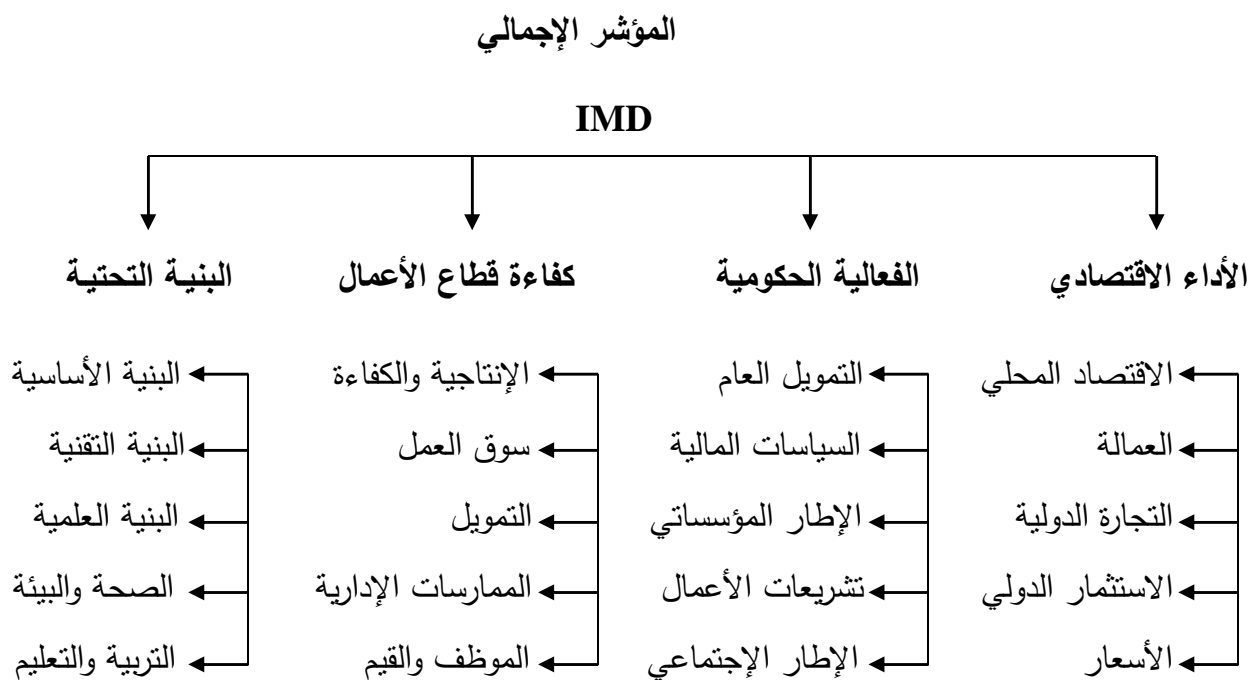 المؤشر الإجمالي
IMD
الأداء الاقتصادي
الفعالية الحكومية
كفاءة قطاع الأعمال
البنية التحتية
الاقتصاد المحلي
العمالة
التجارة الدولية
الاستثمار الدولي
الأسعار
التمويل العام
السياسات المالية
الإطار المؤسساتي
تشريعات الأعمال
الإطار الإجتماعي
الإنتاجية والكفاءة
سوق العمل
التمويل
الممارسات الإدارية
الموظف والقيم
البنية الأساسية
البنية التقنية
البنية العلمية
الصحة والبيئة
التربية والتعليم